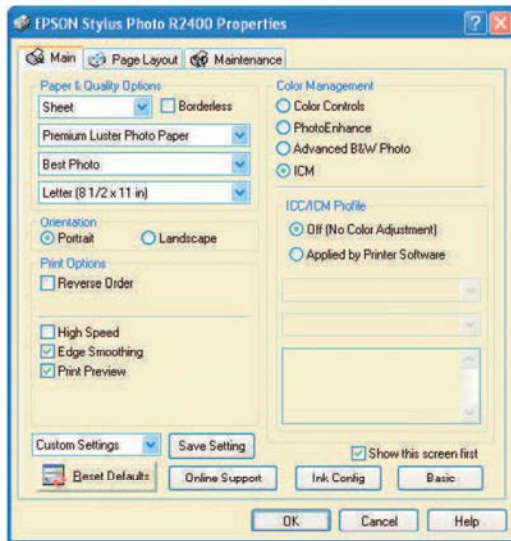 EPSON Stylus Photo R2400 Properties
Main
Page Layout
Maintenance
Paper & Quality Options
Sheet
Borderless
Premium Luster Photo Paper
Best Photo
Letter (8 1/2 x 11 in)
Orientation
Portrait
Landscape
Print Options
Reverse Order
High Speed
Edge Smoothing
Print Preview
Color Management
Color Controls
PhotoEnhance
Advanced B&W Photo
ICM
ICC/ICM Profile
Off (No Color Adjustment)
Applied by Printer Software
Custom Settings
Save Setting
Show this screen first
Reset Defaults
Online Support
Ink Config
Basic
OK
Cancel
Help